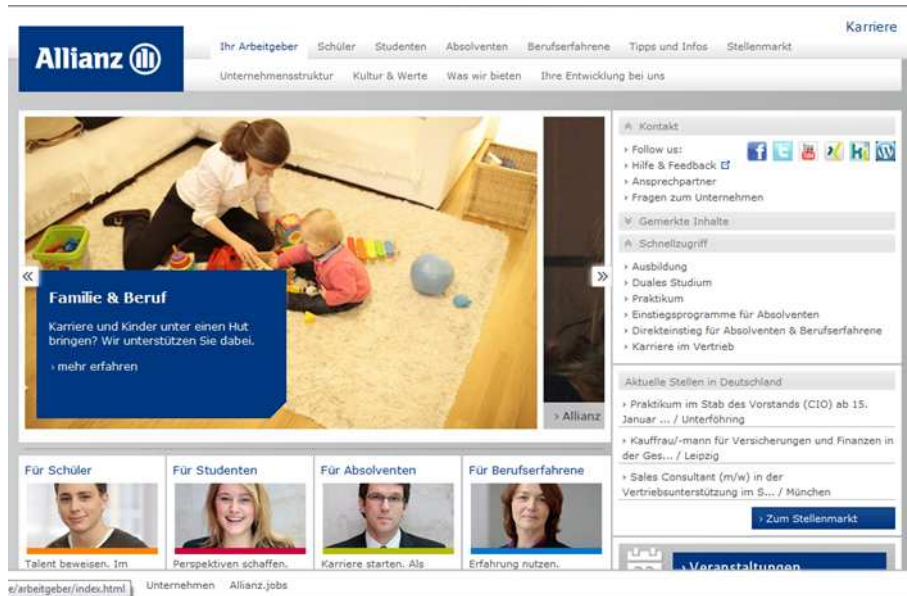 Karriere
Allianz
Ihr Arbeitgeber Schüler Studenten Absolventen Berufserfahrene Tipps und Infos Stellenmarkt
Unternehmensstruktur Kultur & Werte Was wir bieten Ihre Entwicklung bei uns
Familie & Beruf
Karriere und Kinder unter einen Hut
bringen? Wir unterstützen Sie dabei.
› mehr erfahren
› Allianz
Kontakt
› Follow us:
› Hilfe & Feedback
› Ansprechpartner
› Fragen zum Unternehmen
Gemerkte Inhalte
Schnellzugriff
› Ausbildung
› Duales Studium
› Praktikum
› Einstiegsprogramme für Absolventen
› Direkteinstieg für Absolventen & Berufserfahrene
› Karriere im Vertrieb
Aktuelle Stellen in Deutschland
› Praktikum im Stab des Vorstands (CIO) ab 15.
Januar ... / Unterföhring
› Kauffrau/-mann für Versicherungen und Finanzen in
der Ges... / Leipzig
› Sales Consultant (m/w) in der
Vertriebsunterstützung im S... / München
› Zum Stellenmarkt
› Veranstaltungen
Für Schüler
Talent beweisen. Im
Für Studenten
Perspektiven schaffen.
Für Absolventen
Karriere starten. Als
Für Berufserfahrene
Erfahrung nutzen.
e/arbeitgeber/index.html Unternehmen Allianz.jobs